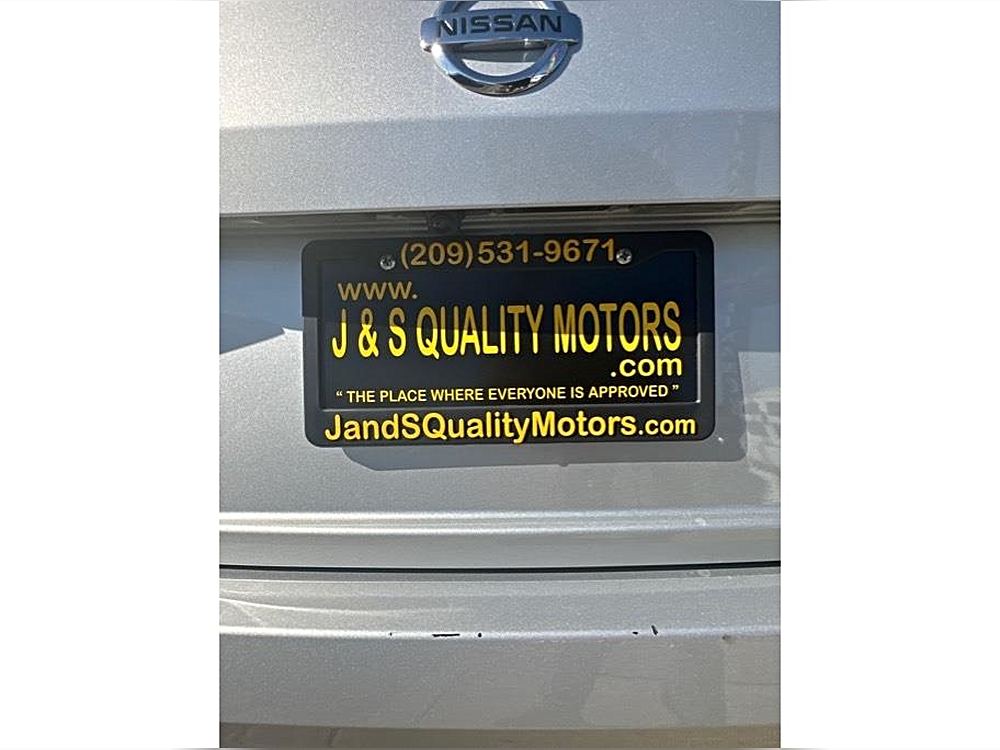 NISSAN
(209)531-9671
www.
J & S QUALITY MOTORS
.com
“ THE PLACE WHERE EVERYONE IS APPROVED ”
JandSQualityMotors.com